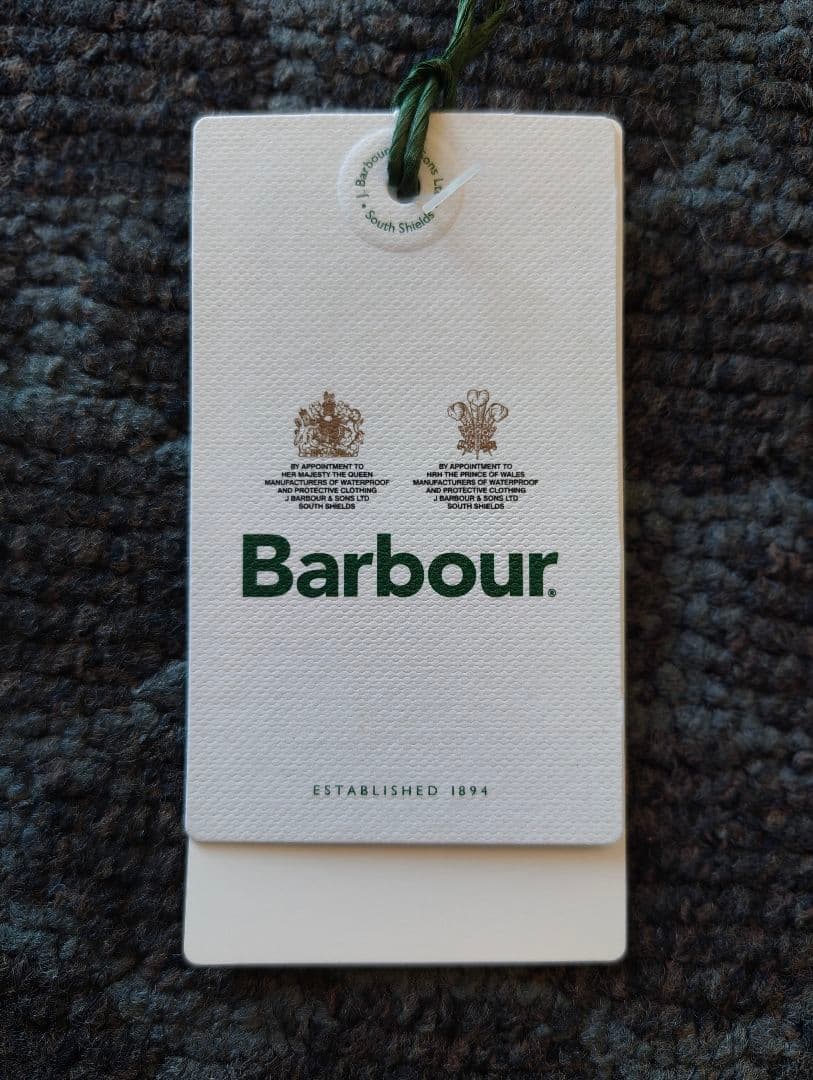 J. Barbour ons Lt
South Shields
BY APPOINTMENT TO
HER MAJESTY THE QUEEN
MANUFACTURERS OF WATERPROOF
AND PROTECTIVE CLOTHING
J BARBOUR & SONS LTD
SOUTH SHIELDS
BY APPOINTMENT TO
HRH THE PRINCE OF WALES
MANUFACTURERS OF WATERPROOF
AND PROTECTIVE CLOTHING
J BARBOUR & SONS LTD
SOUTH SHIELDS
Barbour®
ESTABLISHED 1894